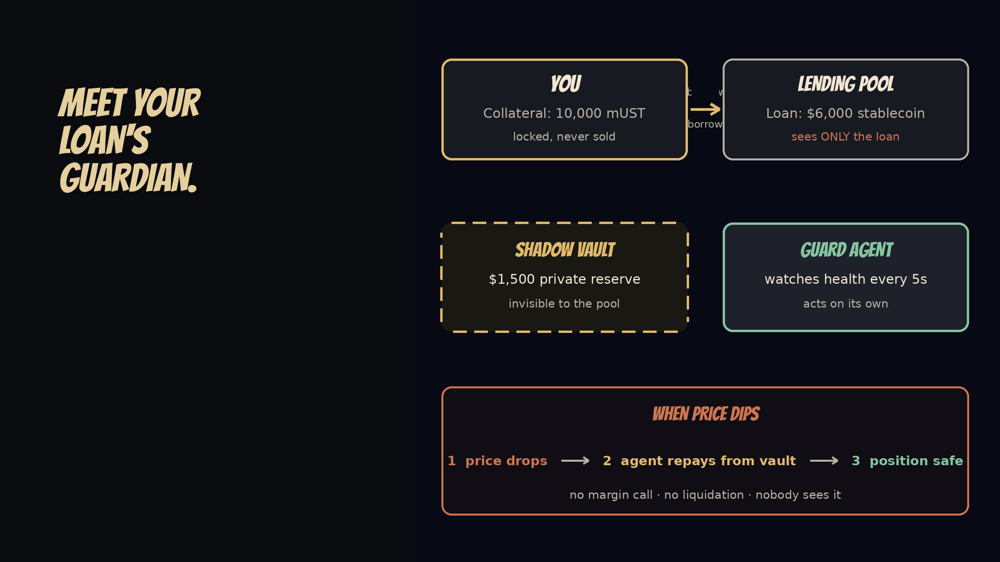 MEET YOUR
LOAN'S
GUARDIAN.
YOU
Collateral: 10,000 mUST
locked, never sold
borrow
LENDING POOL
Loan: $6,000 stablecoin
sees ONLY the loan
SHADOW VAULT
$1,500 private reserve
invisible to the pool
GUARD AGENT
watches health every 5s
acts on its own
WHEN PRICE DIPS
1 price drops → 2 agent repays from vault → 3 position safe
no margin call · no liquidation · nobody sees it